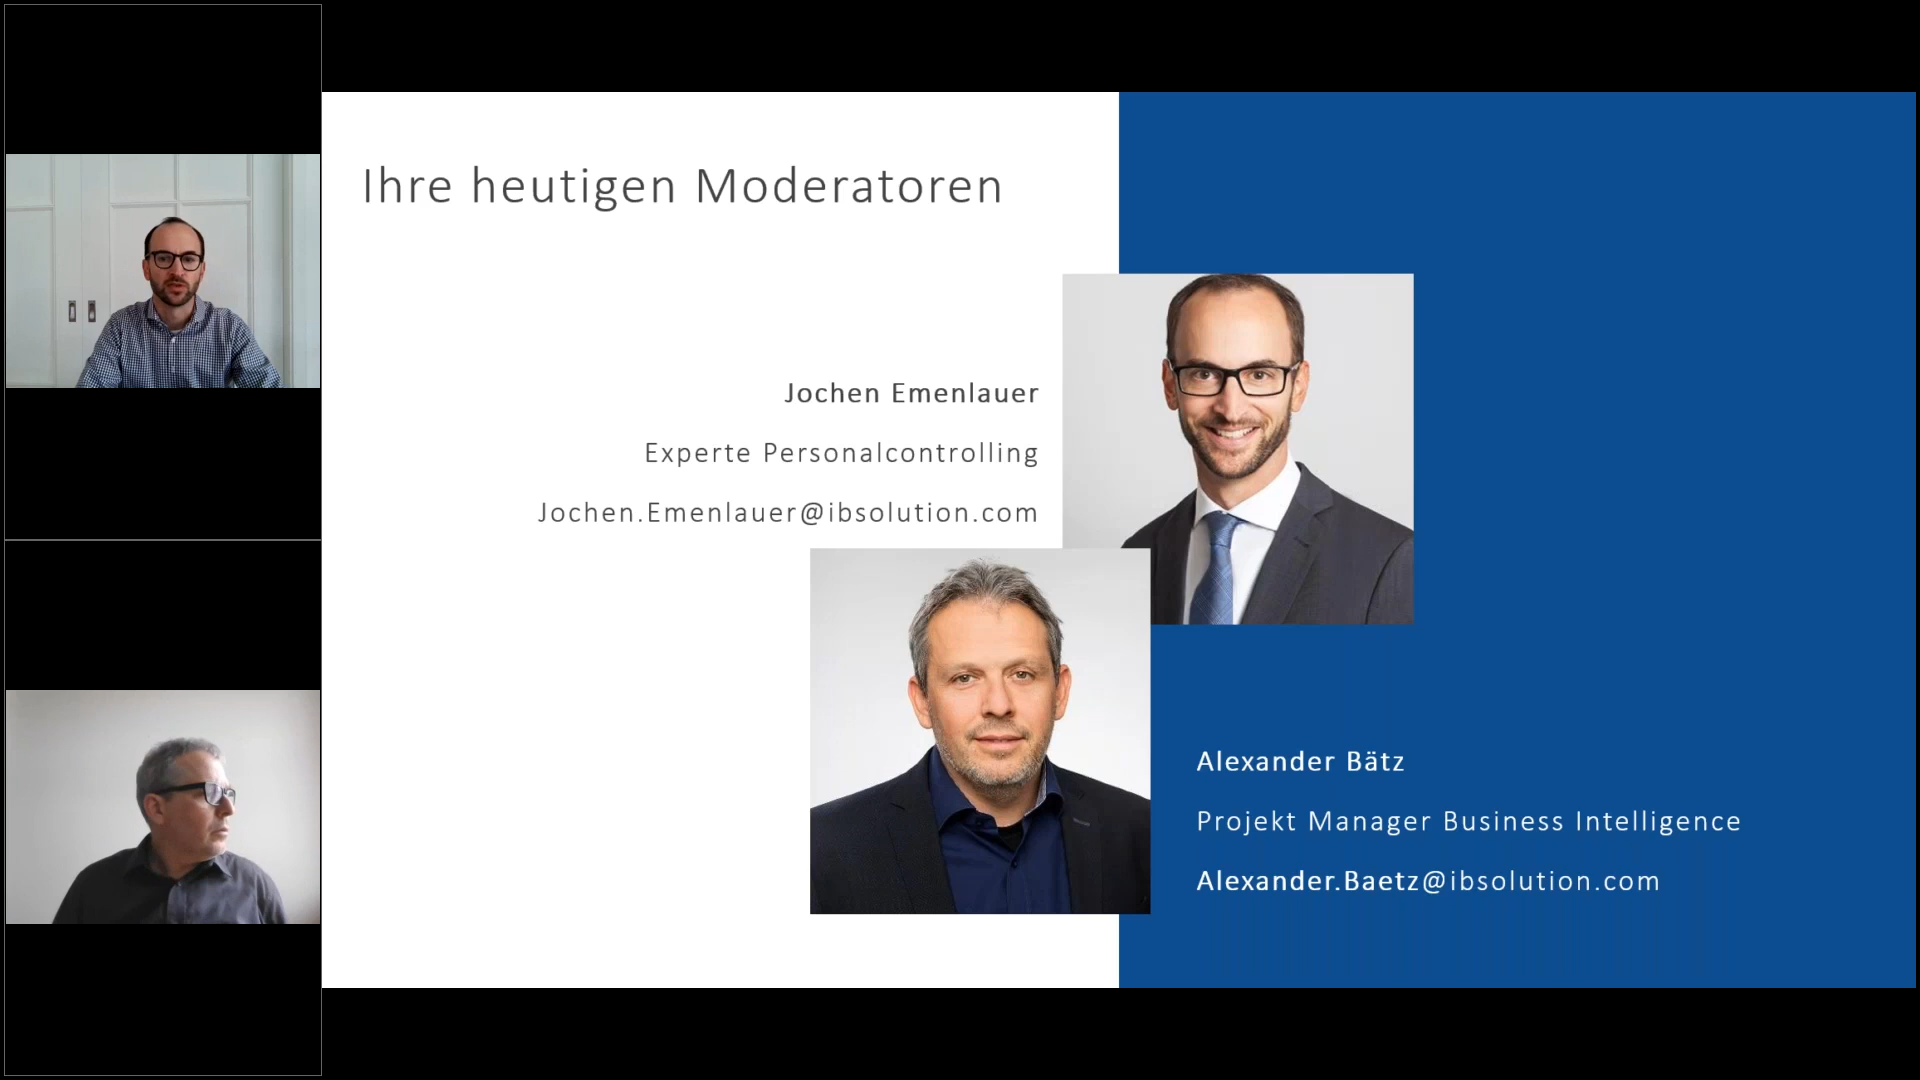 Ihre heutigen Moderatoren
Jochen Emenlauer
Experte Personalcontrolling
Jochen.Emenlauer@ibsolution.com
Alexander Bätz
Projekt Manager Business Intelligence
Alexander.Baetz@ibsolution.com